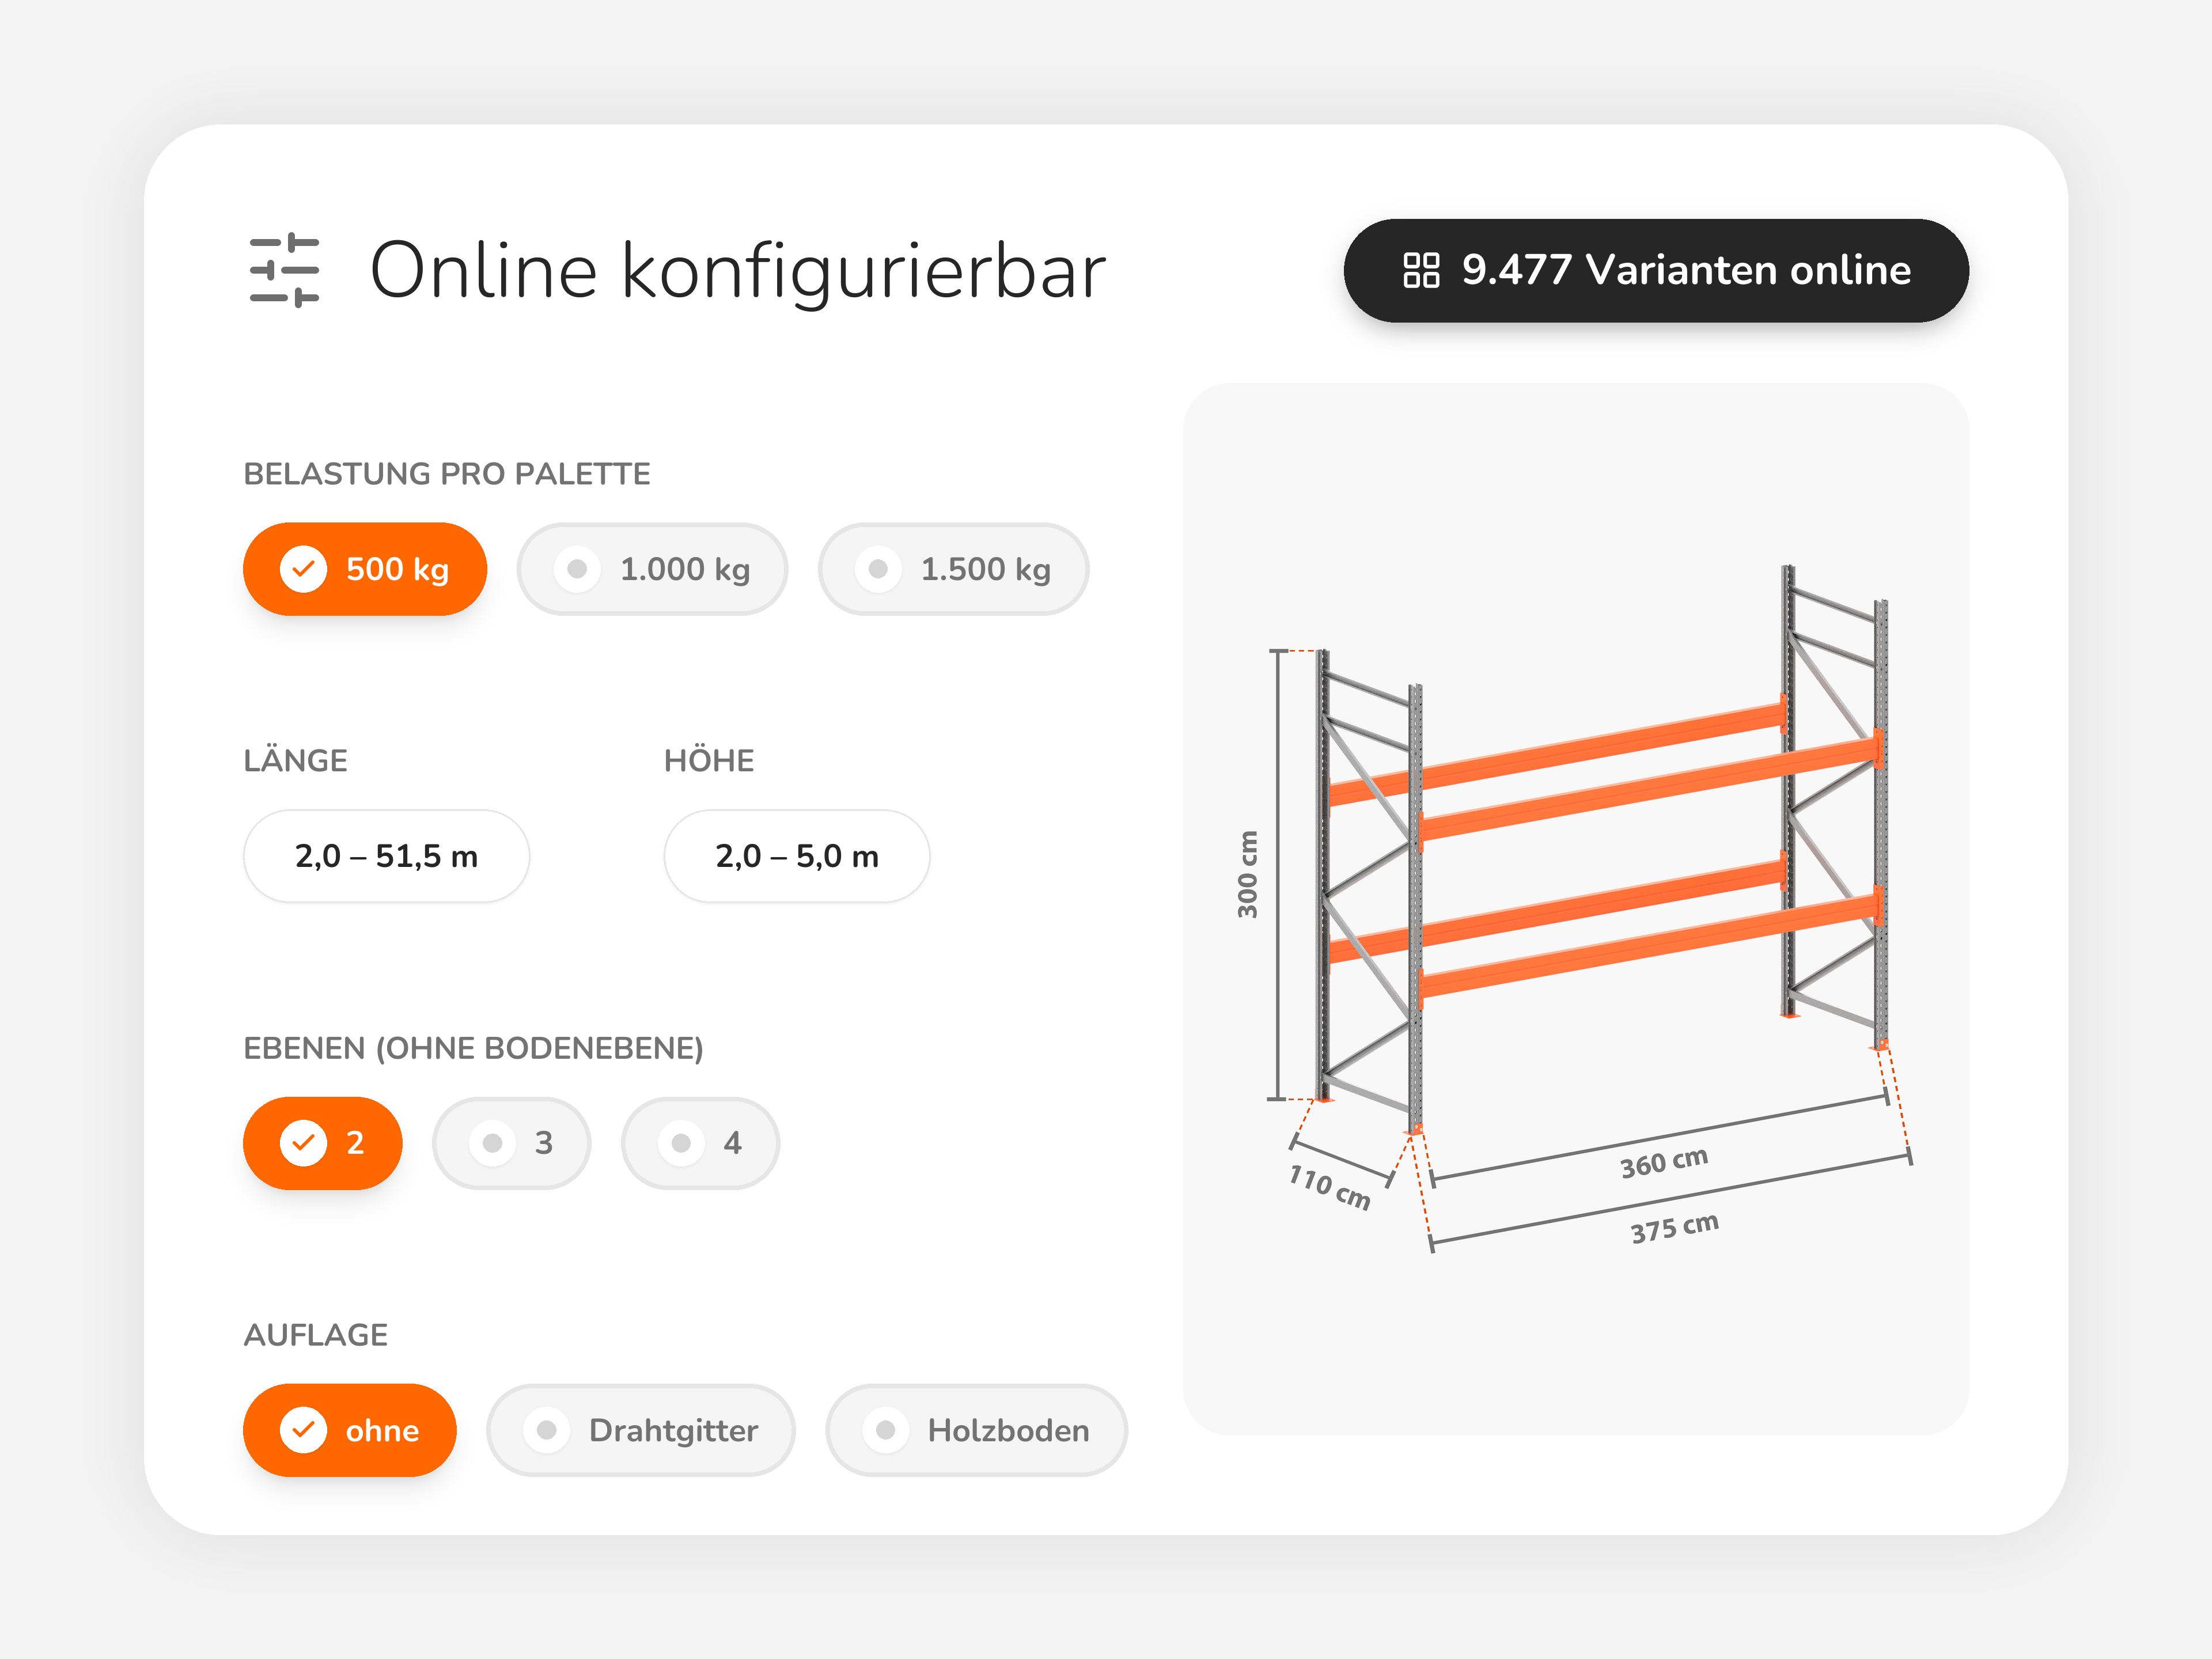 Online konfigurierbar
9.477 Varianten online
BELASTUNG PRO PALETTE
500 kg
1.000 kg
1.500 kg
LÄNGE
HÖHE
2,0 – 51,5 m
2,0 – 5,0 m
EBENEN (OHNE BODENEBENE)
2
3
4
AUFLAGE
ohne
Drahtgitter
Holzboden
300 cm
110 cm
360 cm
375 cm